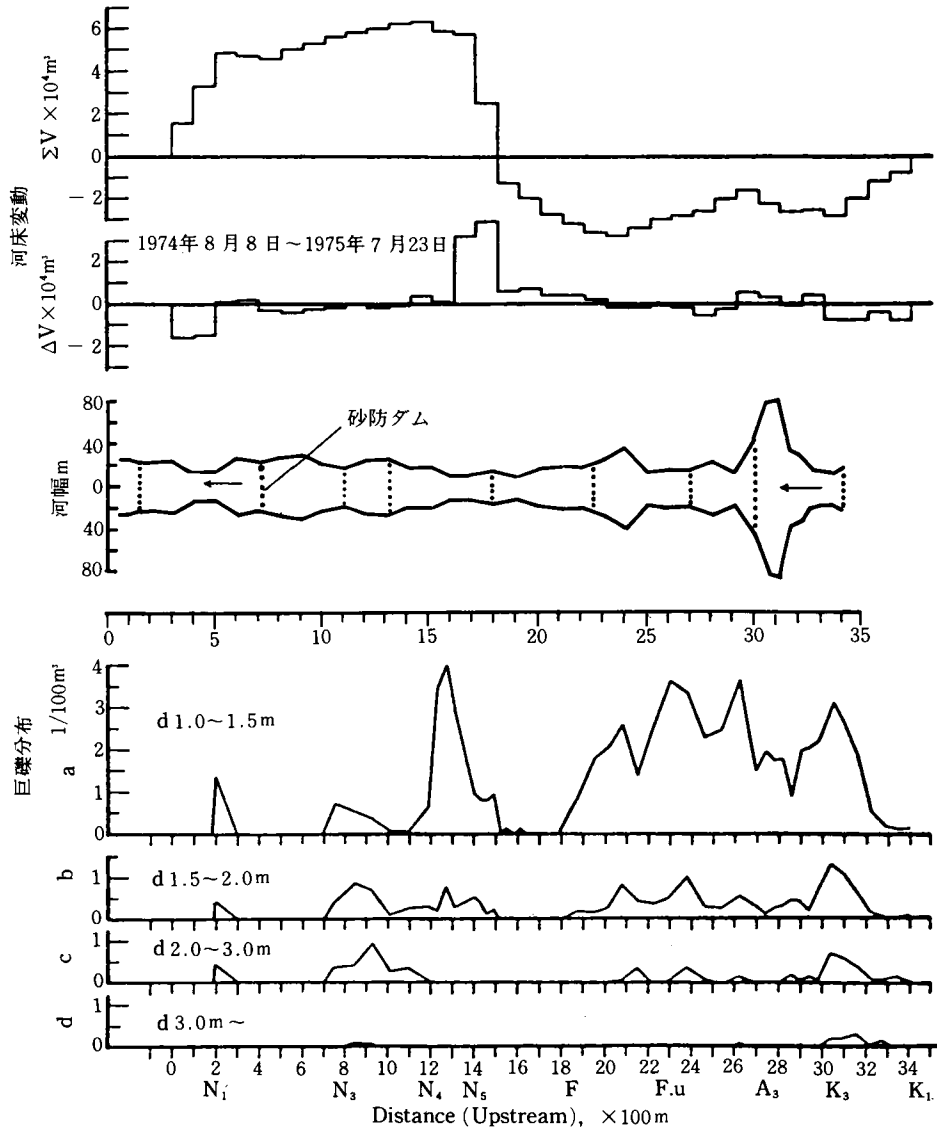 6
4
2
0
－2
ΣV×10⁴m³
河床変動
1974年8月8日～1975年7月23日
2
0
－2
ΔV×10⁴m³
80
40
0
40
80
河幅m
砂防ダム
0 5 10 15 20 25 30 35
巨礫分布
1/100m²
a
4
3
2
1
0
d 1.0～1.5m
b
1
0
d 1.5～2.0m
c
1
0
d 2.0～3.0m
d
1
0
d 3.0m～
0 2 4 6 8 10 12 14 16 18 20 22 24 26 28 30 32 34
N₁ N₃ N₄ N₅ F F.u A₃ K₃ K₁
Distance (Upstream), ×100m